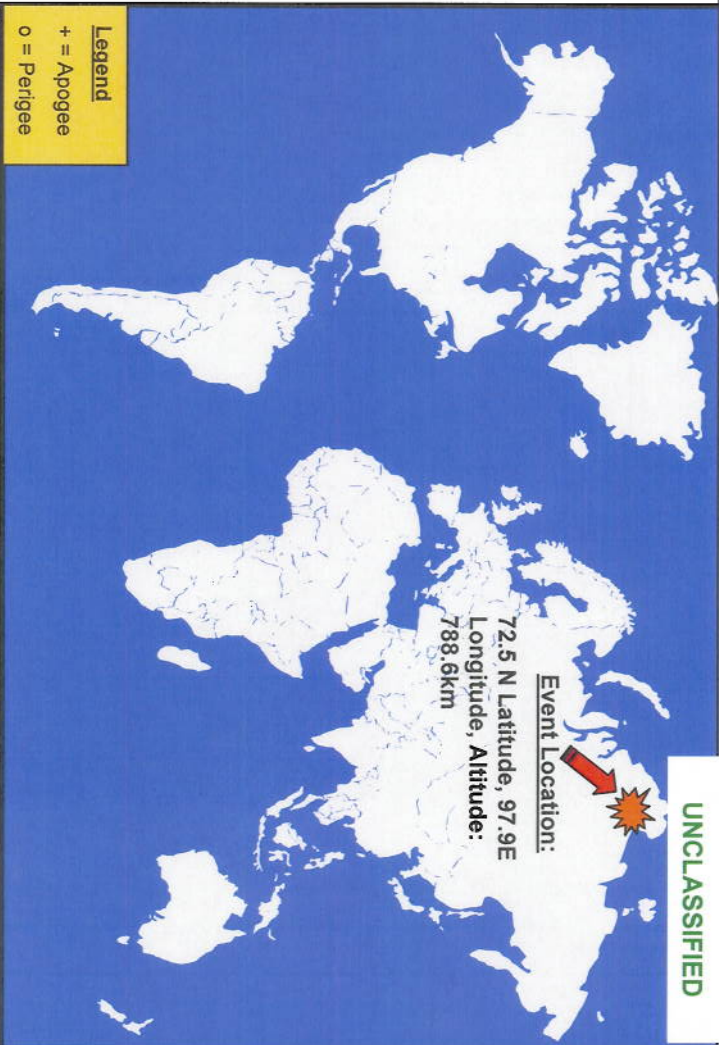 UNCLASSIFIED
Event Location:
72.5 N Latitude, 97.9E
Longitude, Altitude:
788.6km
Legend
+ = Apogee
o = Perigee